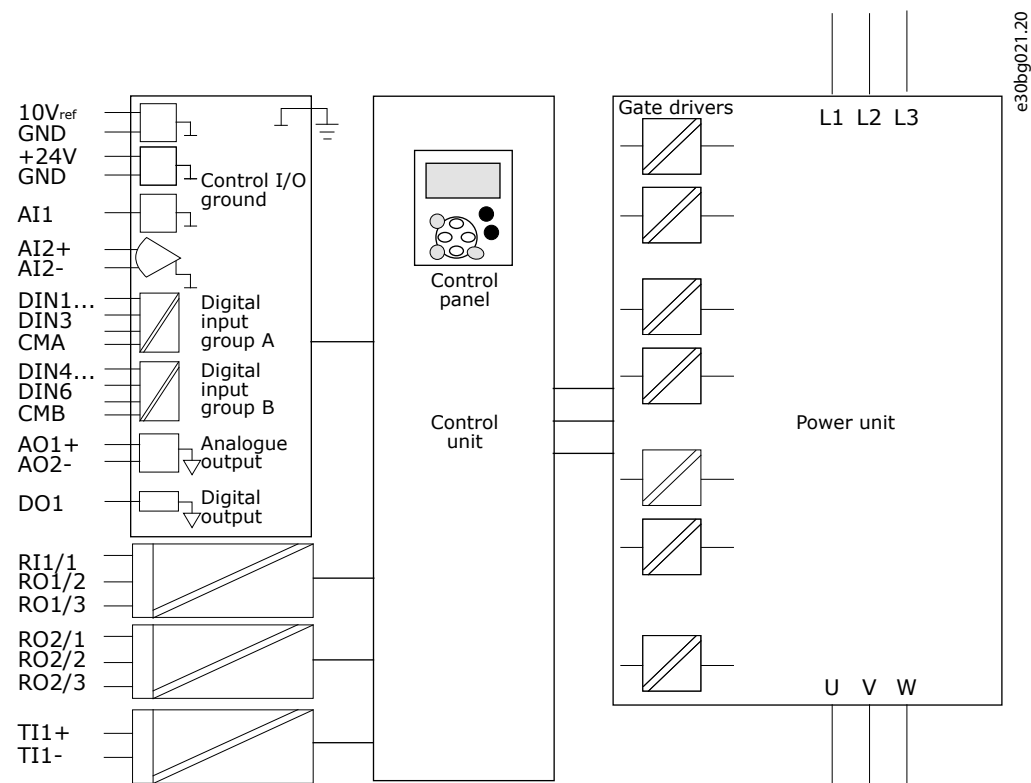 10Vref
GND
+24V
GND
AI1
AI2+
AI2-
DIN1...
DIN3
CMA
DIN4...
DIN6
CMB
AO1+
AO2-
DO1
RI1/1
RO1/2
RO1/3
RO2/1
RO2/2
RO2/3
TI1+
TI1-
Control I/O
ground
Digital
input
group A
Digital
input
group B
Analogue
output
Digital
output
Control
panel
Control
unit
Gate drivers
L1 L2 L3
Power unit
U V W
e30bg021.20